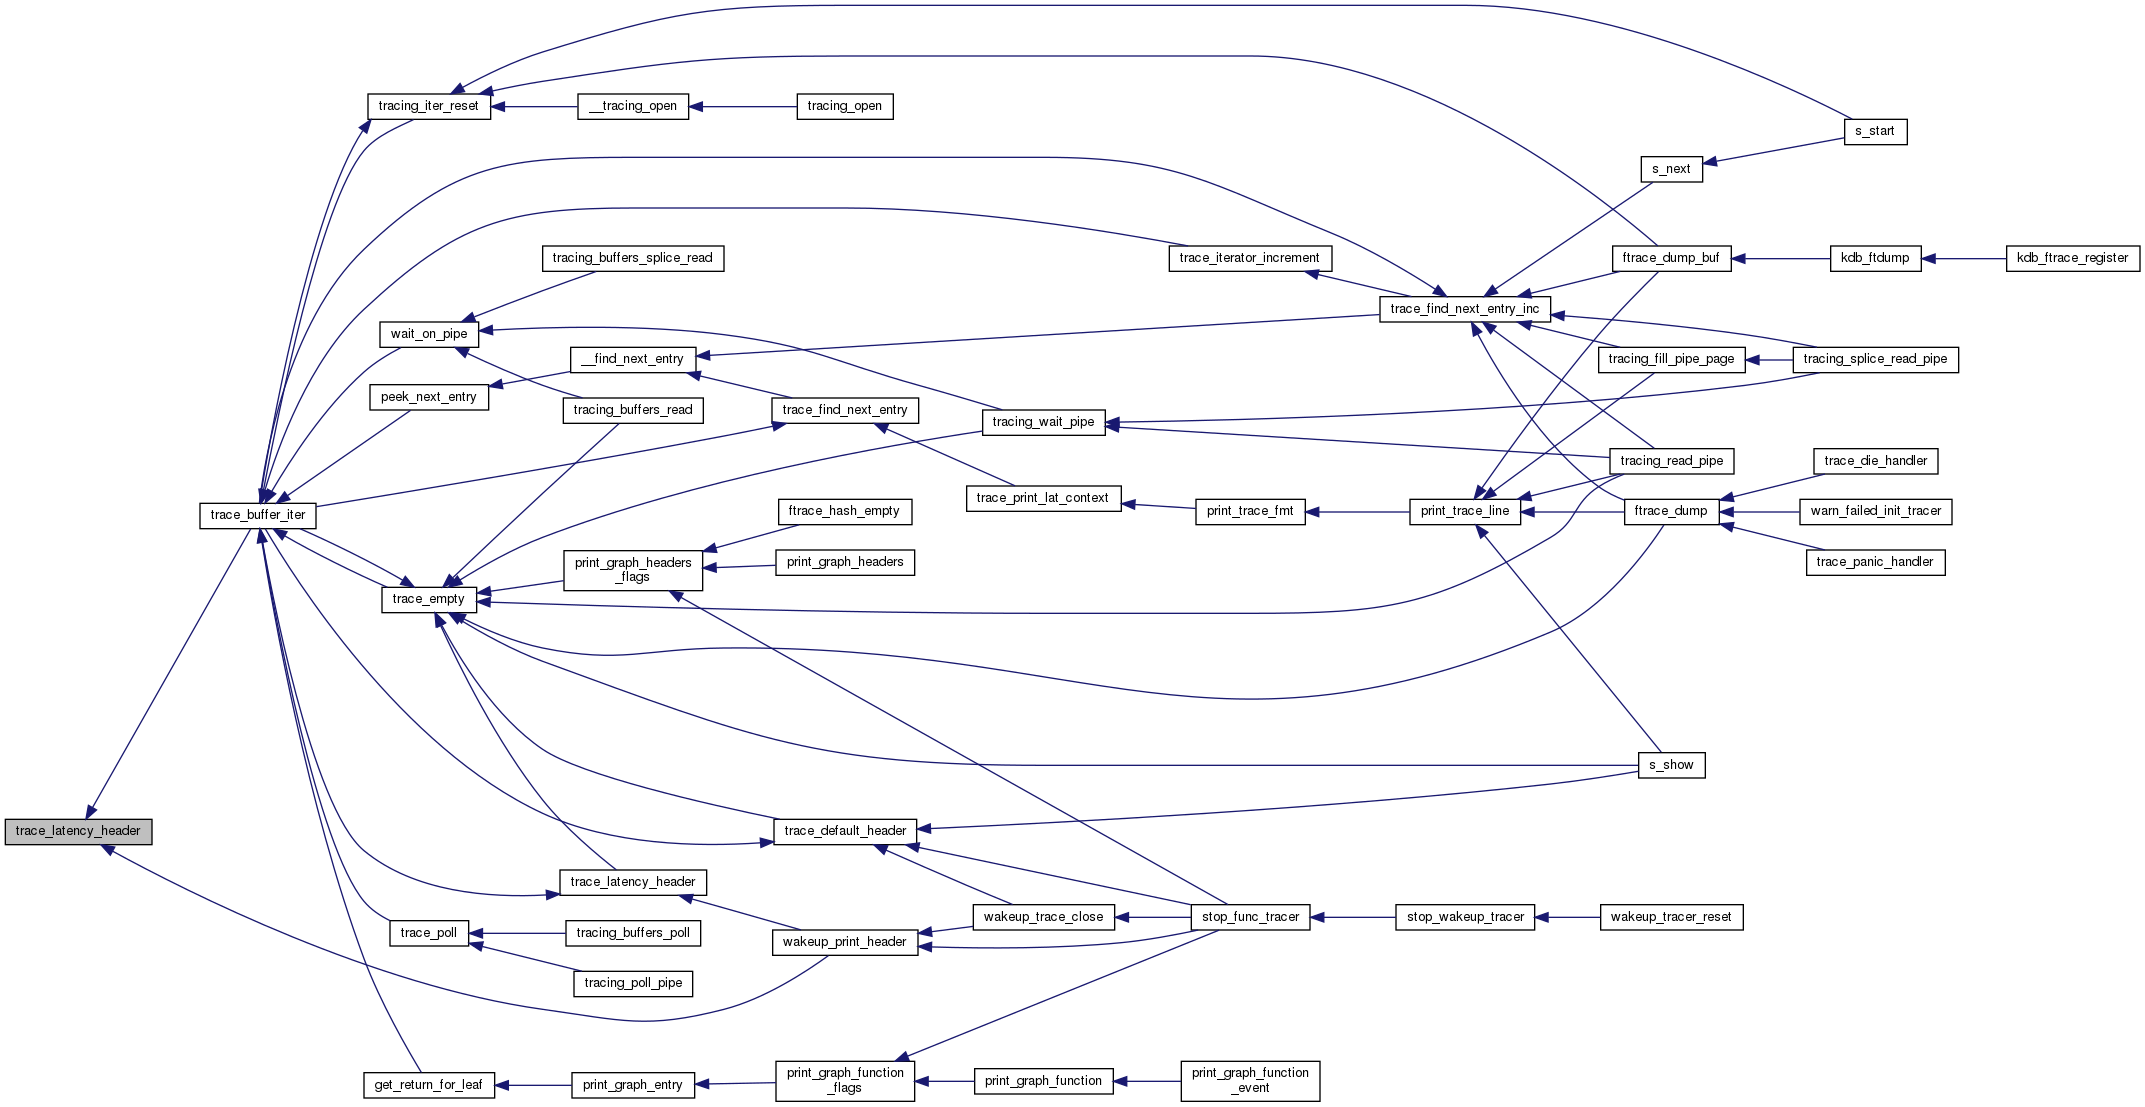 tracing_iter_reset
__tracing_open
tracing_open
s_start
s_next
tracing_buffers_splice_read
trace_iterator_increment
ftrace_dump_buf
kdb_ftdump
kdb_ftrace_register
trace_find_next_entry_inc
wait_on_pipe
__find_next_entry
tracing_fill_pipe_page
tracing_splice_read_pipe
peek_next_entry
tracing_buffers_read
trace_find_next_entry
tracing_wait_pipe
tracing_read_pipe
trace_die_handler
trace_buffer_iter
trace_print_lat_context
ftrace_hash_empty
print_trace_fmt
print_trace_line
ftrace_dump
warn_failed_init_tracer
print_graph_headers
_flags
print_graph_headers
trace_panic_handler
trace_empty
s_show
trace_latency_header
trace_default_header
trace_latency_header
wakeup_trace_close
stop_func_tracer
stop_wakeup_tracer
wakeup_tracer_reset
trace_poll
tracing_buffers_poll
wakeup_print_header
tracing_poll_pipe
get_return_for_leaf
print_graph_entry
print_graph_function
_flags
print_graph_function
print_graph_function
_event